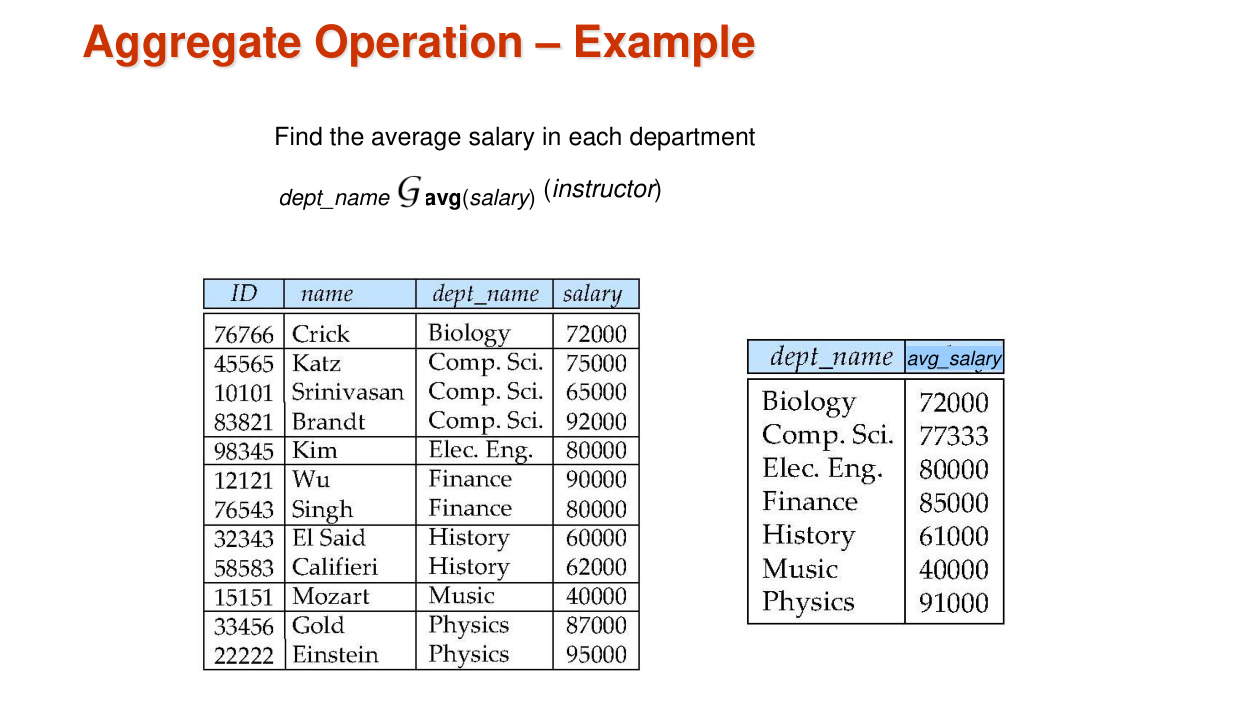 Aggregate Operation – Example
Find the average salary in each department
dept_name G avg(salary) (instructor)
ID name dept_name salary
76766 Crick Biology 72000
45565 Katz Comp. Sci. 75000
10101 Srinivasan Comp. Sci. 65000
83821 Brandt Comp. Sci. 92000
98345 Kim Elec. Eng. 80000
12121 Wu Finance 90000
76543 Singh Finance 80000
32343 El Said History 60000
58583 Califieri History 62000
15151 Mozart Music 40000
33456 Gold Physics 87000
22222 Einstein Physics 95000
dept_name avg_salary
Biology 72000
Comp. Sci. 77333
Elec. Eng. 80000
Finance 85000
History 61000
Music 40000
Physics 91000